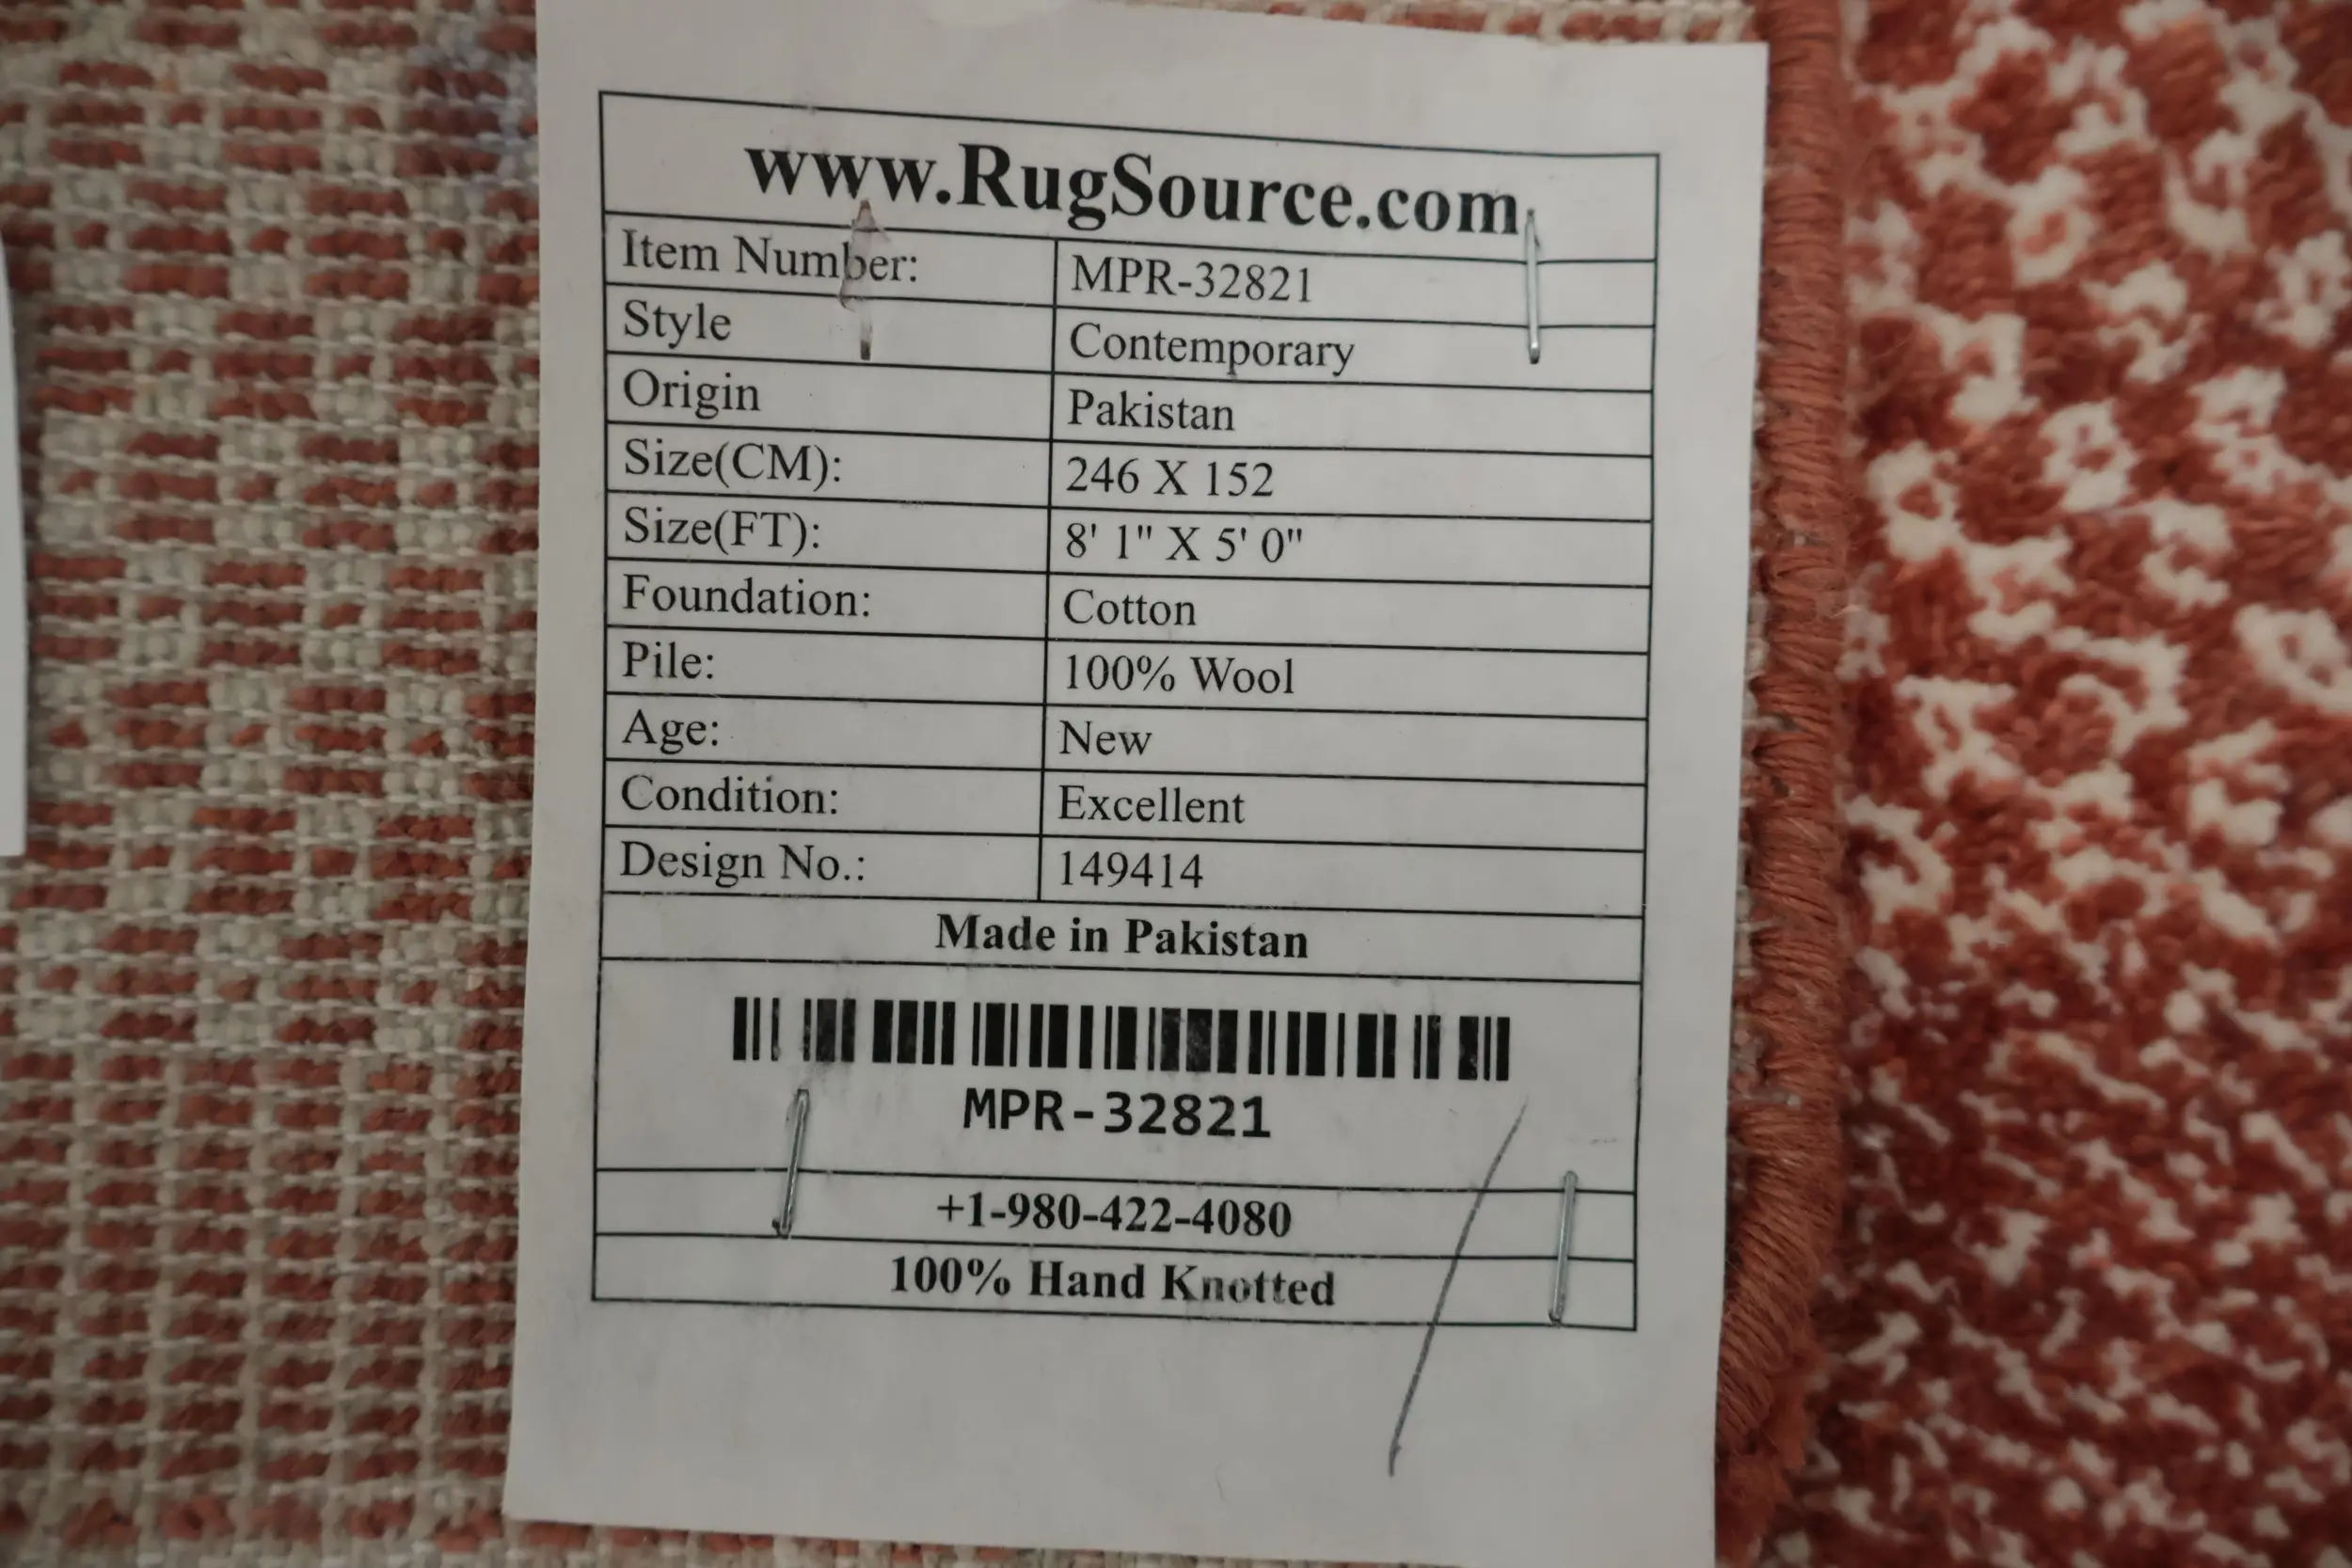 www.RugSource.com
Item Number: MPR-32821
Style Contemporary
Origin Pakistan
Size(CM): 246 X 152
Size(FT): 8' 1" X 5' 0"
Foundation: Cotton
Pile: 100% Wool
Age: New
Condition: Excellent
Design No.: 149414
Made in Pakistan
MPR-32821
+1-980-422-4080
100% Hand Knotted